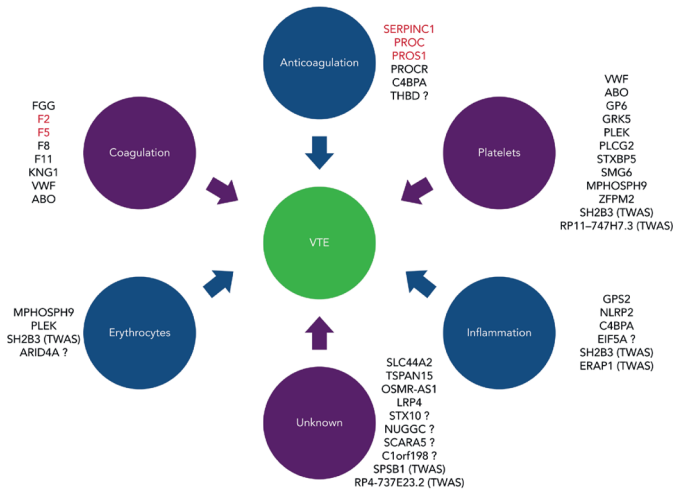 Anticoagulation
SERPINC1
PROC
PROS1
PROCR
C4BPA
THBD ?
FGG
F2
F5
F8
F11
KNG1
VWF
ABO
Coagulation
Platelets
VWF
ABO
GP6
GRK5
PLEK
PLCG2
STXBP5
SMG6
MPHOSPH9
ZFPM2
SH2B3 (TWAS)
RP11–747H7.3 (TWAS)
VTE
MPHOSPH9
PLEK
SH2B3 (TWAS)
ARID4A ?
Erythrocytes
Inflammation
GPS2
NLRP2
C4BPA
EIF5A ?
SH2B3 (TWAS)
ERAP1 (TWAS)
Unknown
SLC44A2
TSPAN15
OSMR-AS1
LRP4
STX10 ?
NUGGC ?
SCARA5 ?
C1orf198 ?
SPSB1 (TWAS)
RP4-737E23.2 (TWAS)